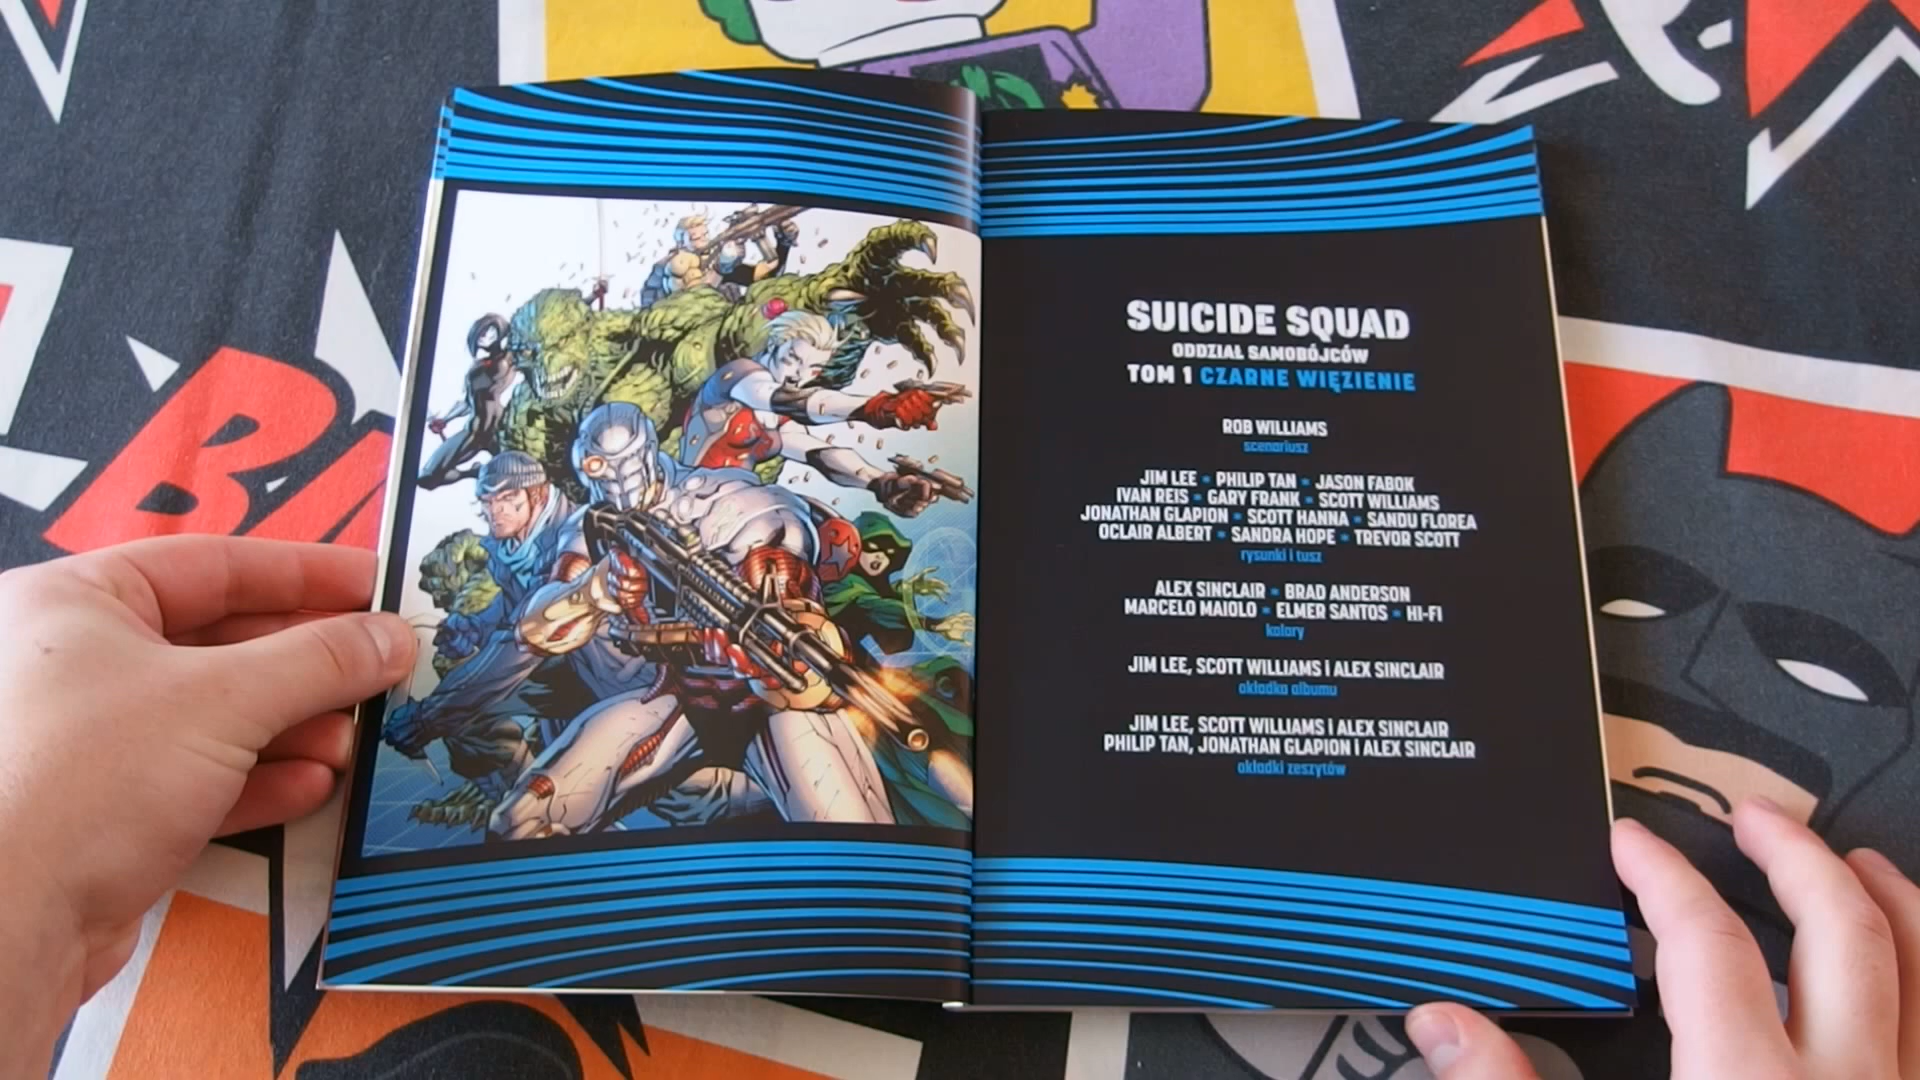 BA
SUICIDE SQUAD
ODDZIAŁ SAMOBÓJCÓW
TOM 1 CZARNE WIĘZIENIE
ROB WILLIAMS
scenariusz
JIM LEE • PHILIP TAN • JASON FABOK
IVAN REIS • GARY FRANK • SCOTT WILLIAMS
JONATHAN GLAPION • SCOTT HANNA • SANDU FLOREA
OCLAIR ALBERT • SANDRA HOPE • TREVOR SCOTT
rysunki i tusz
ALEX SINCLAIR • BRAD ANDERSON
MARCELO MAIOLO • ELMER SANTOS • HI-FI
kolory
JIM LEE, SCOTT WILLIAMS I ALEX SINCLAIR
okładka albumu
JIM LEE, SCOTT WILLIAMS I ALEX SINCLAIR
PHILIP TAN, JONATHAN GLAPION I ALEX SINCLAIR
okładki zeszytów